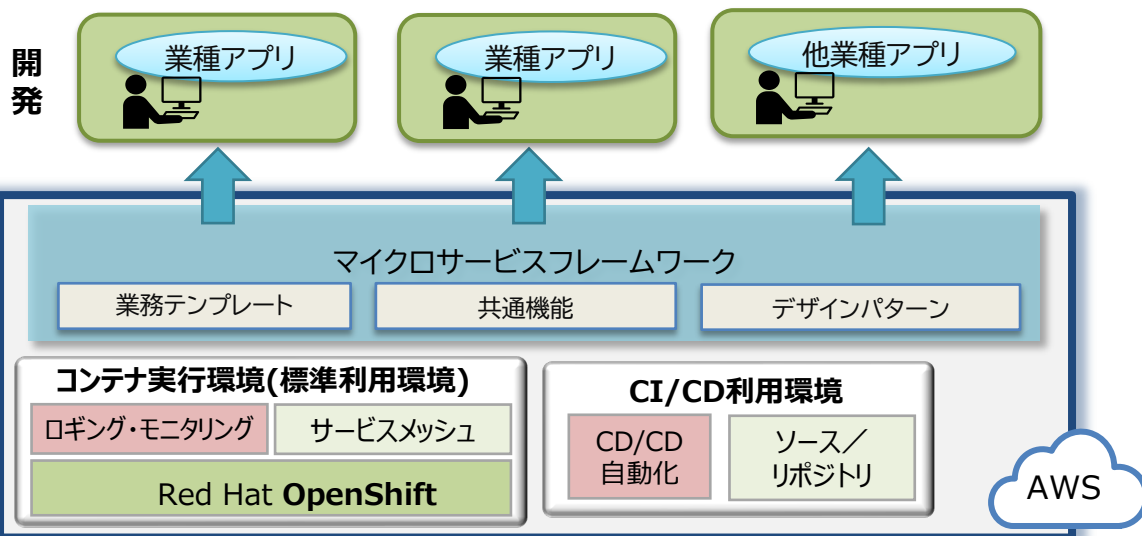 開
発
業種アプリ
業種アプリ
他業種アプリ
マイクロサービスフレームワーク
業務テンプレート
共通機能
デザインパターン
コンテナ実行環境(標準利用環境)
ロギング・モニタリング
サービスメッシュ
Red Hat OpenShift
CI/CD利用環境
CD/CD
自動化
ソース／
リポジトリ
AWS